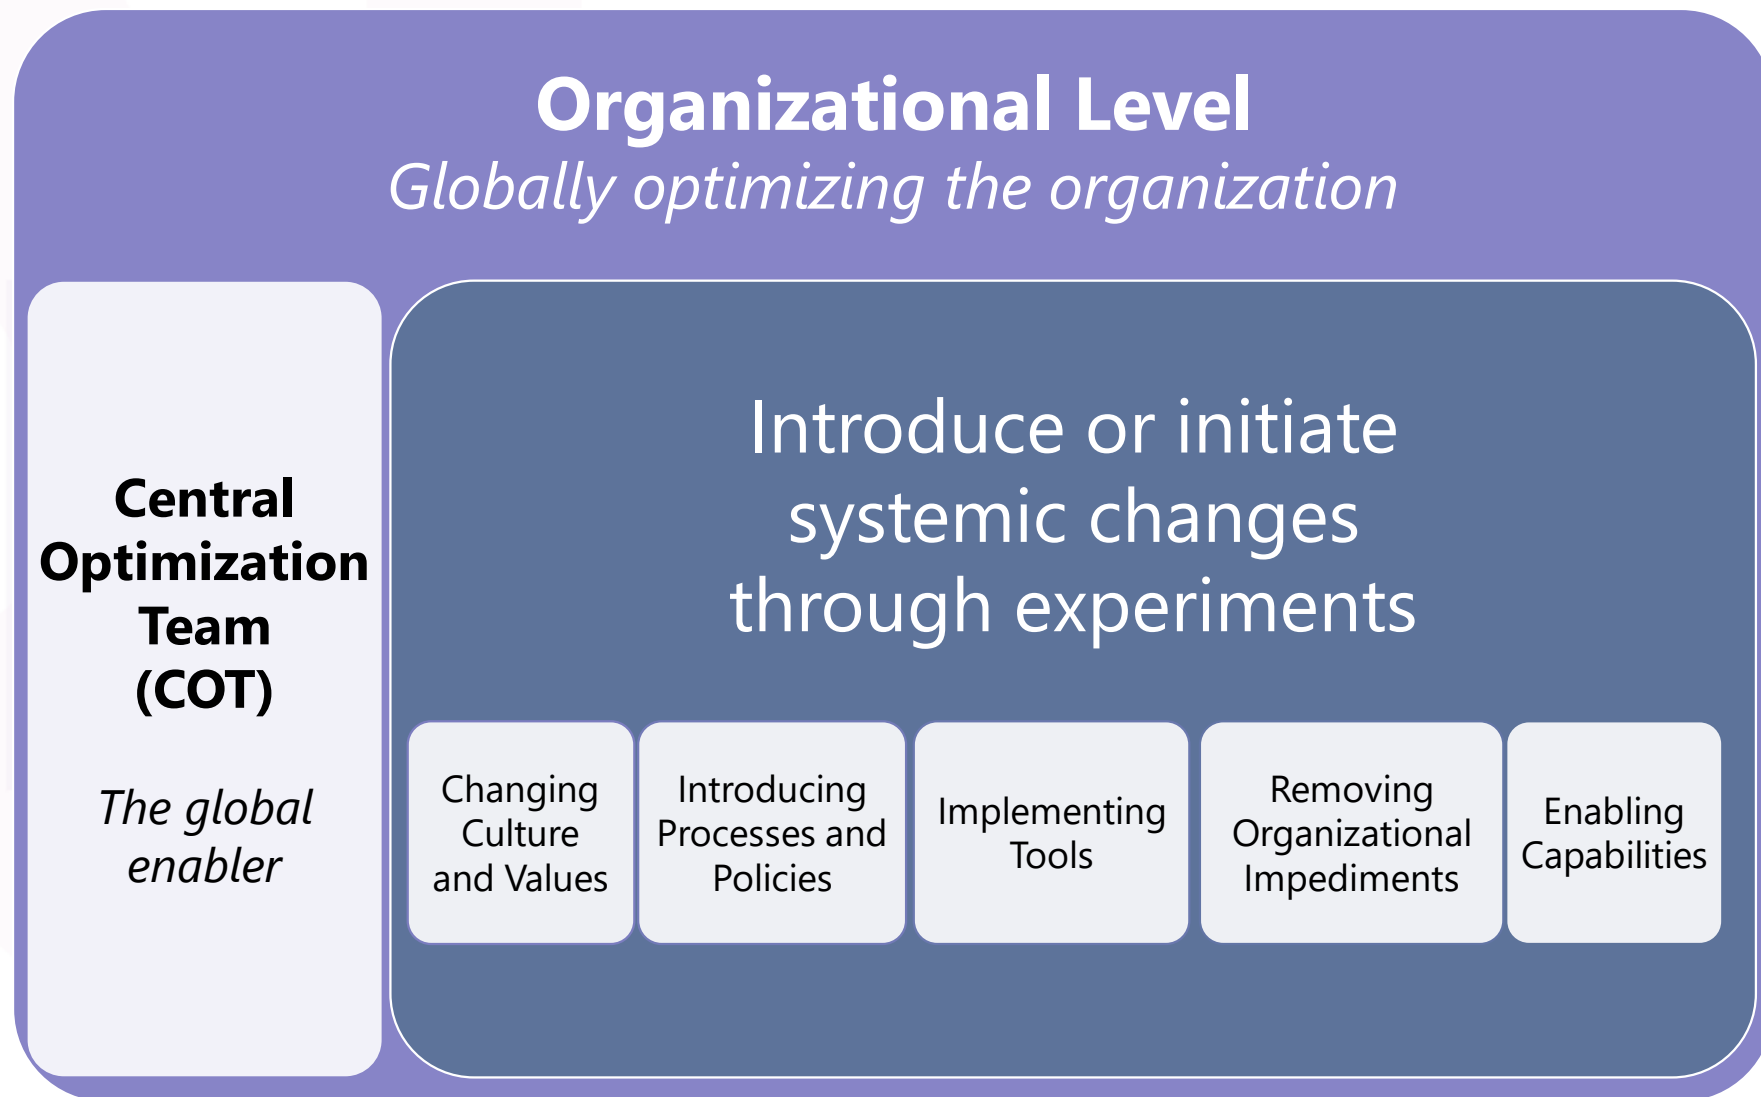 Organizational Level
Globally optimizing the organization
Central
Optimization
Team
(COT)
The global
enabler
Introduce or initiate
systemic changes
through experiments
Changing
Culture
and Values
Introducing
Processes and
Policies
Implementing
Tools
Removing
Organizational
Impediments
Enabling
Capabilities